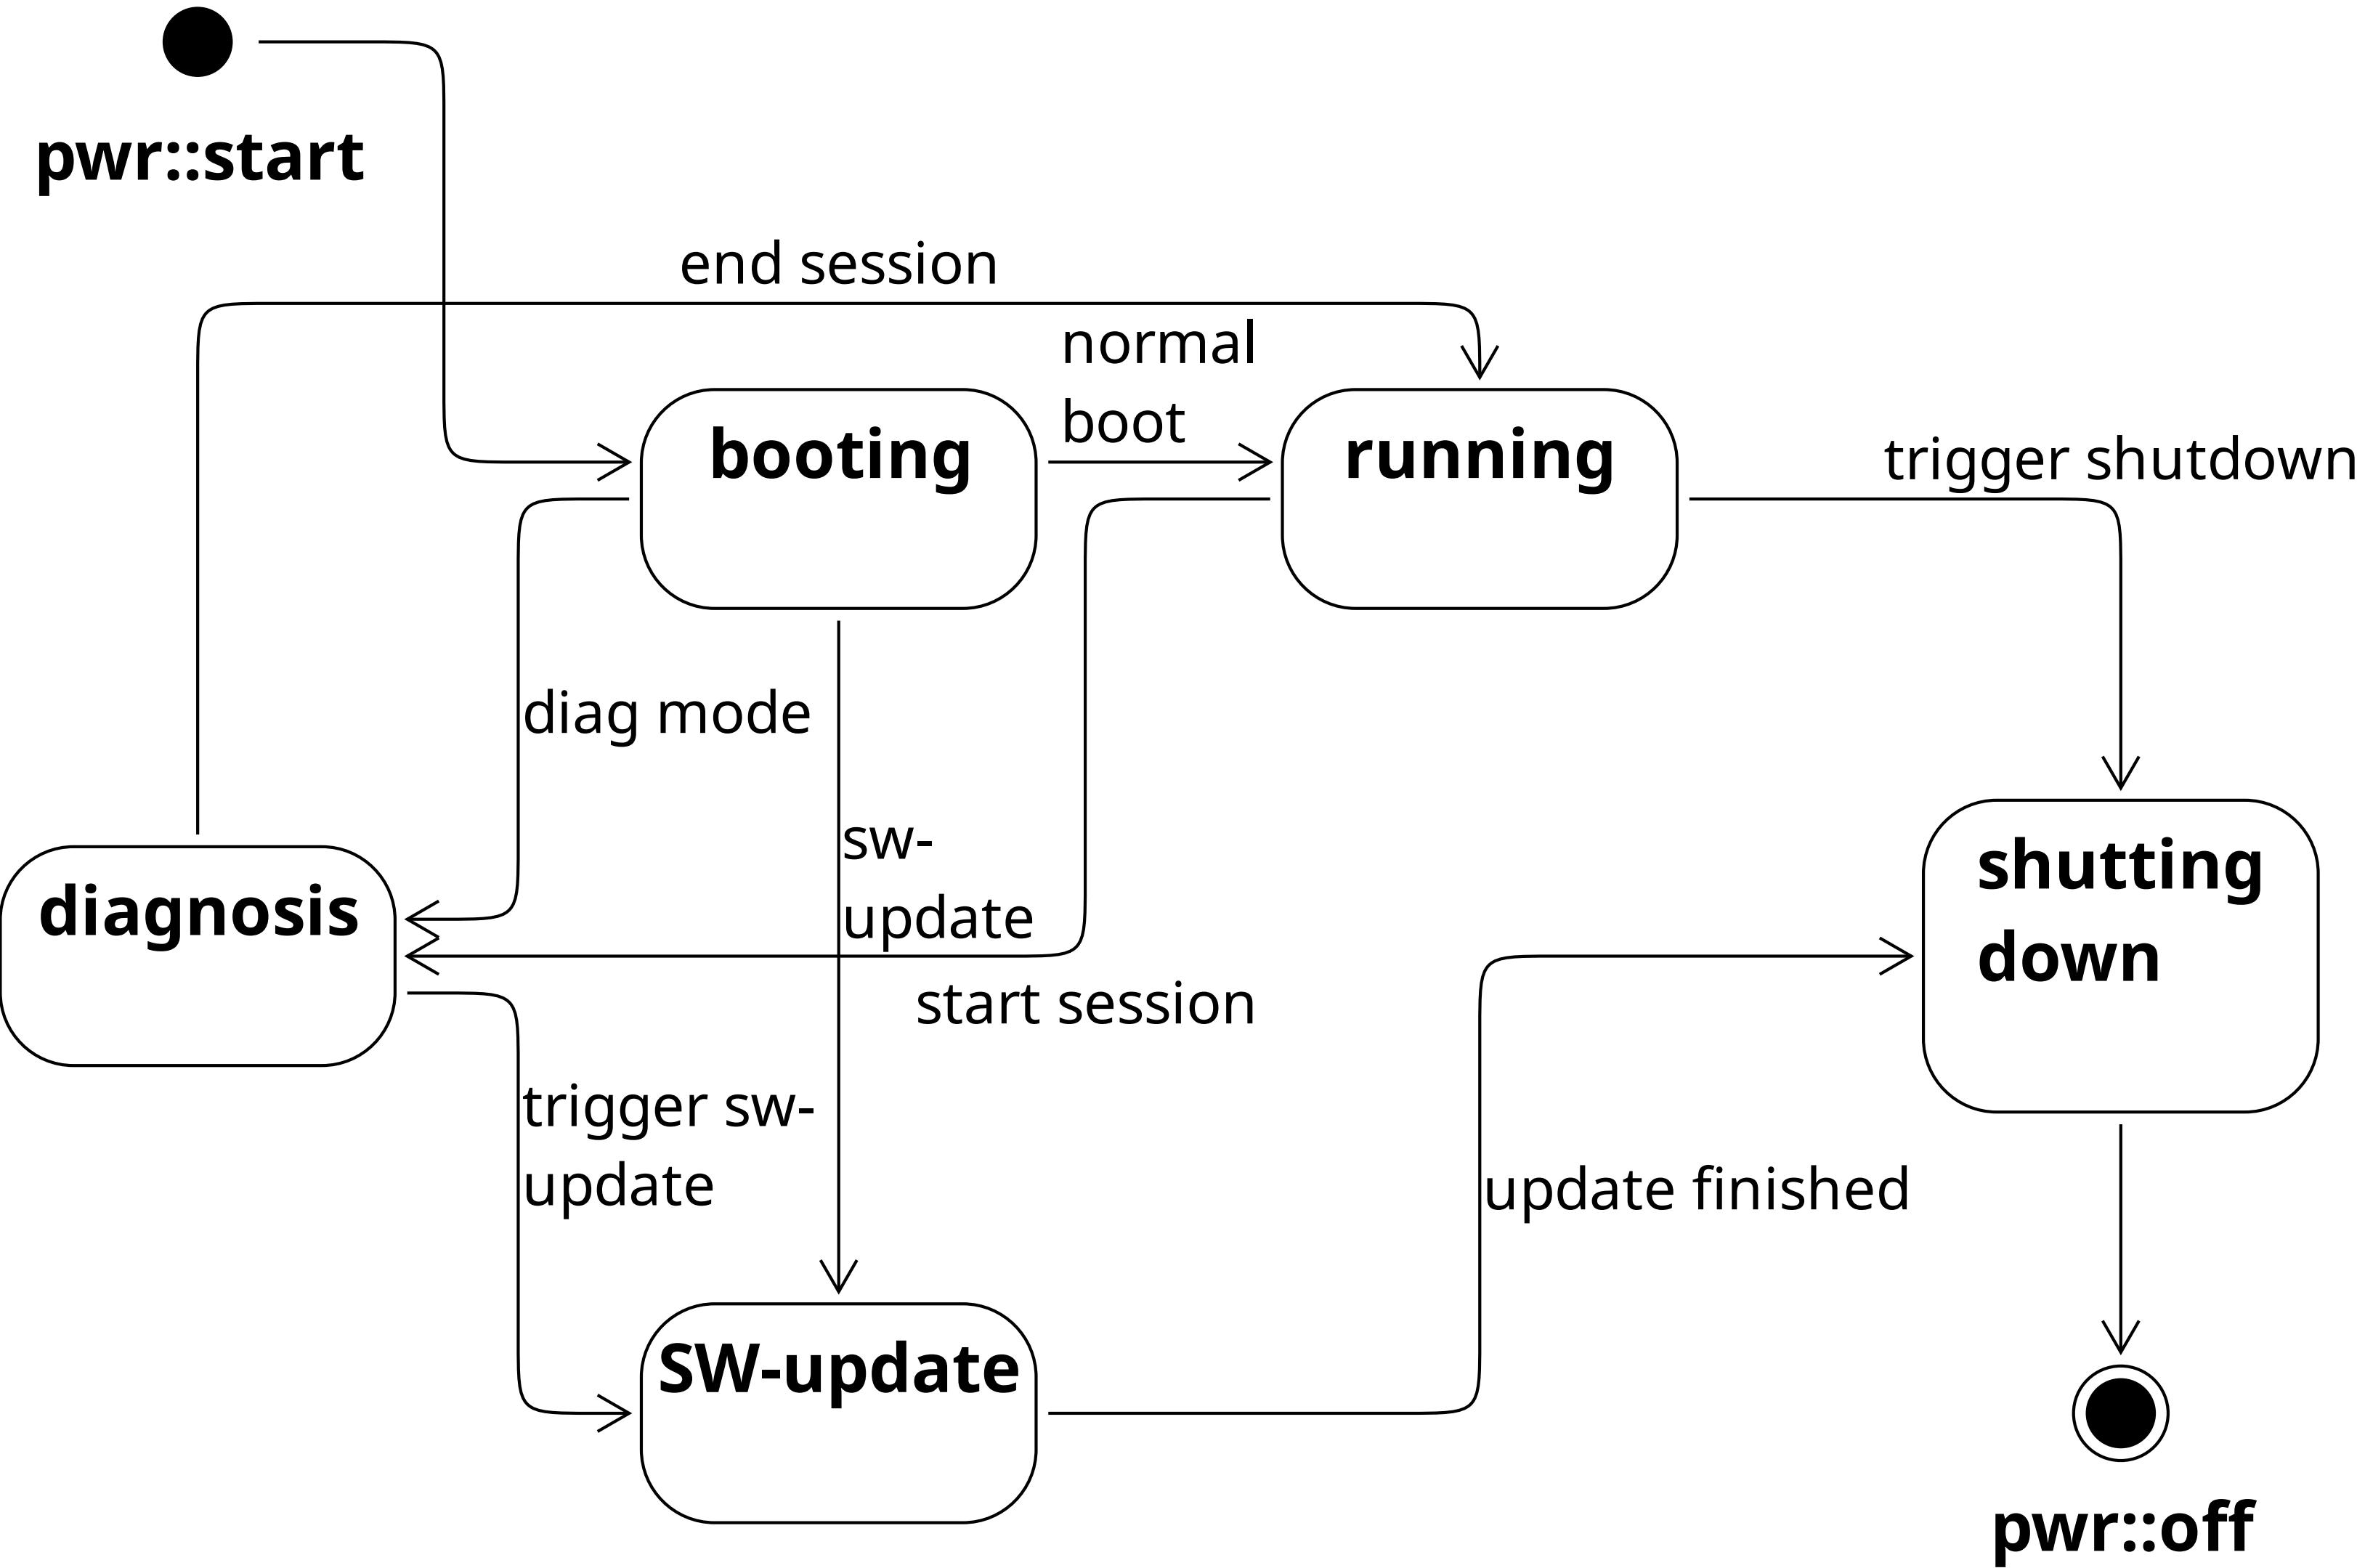 pwr::start
end session
normal
boot
booting
running
trigger shutdown
diag mode
sw-
update
diagnosis
shutting
down
start session
trigger sw-
update
update finished
SW-update
pwr::off